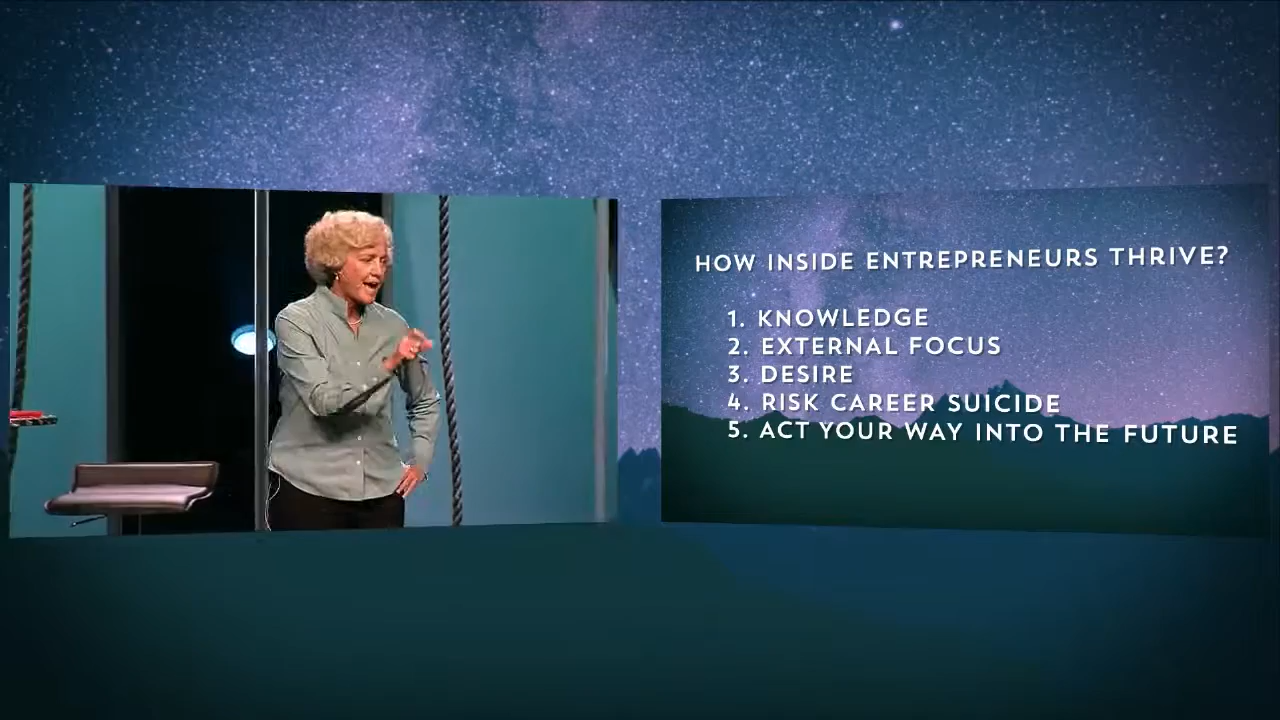 HOW INSIDE ENTREPRENEURS THRIVE?
1. KNOWLEDGE
2. EXTERNAL FOCUS
3. DESIRE
4. RISK CAREER SUICIDE
5. ACT YOUR WAY INTO THE FUTURE